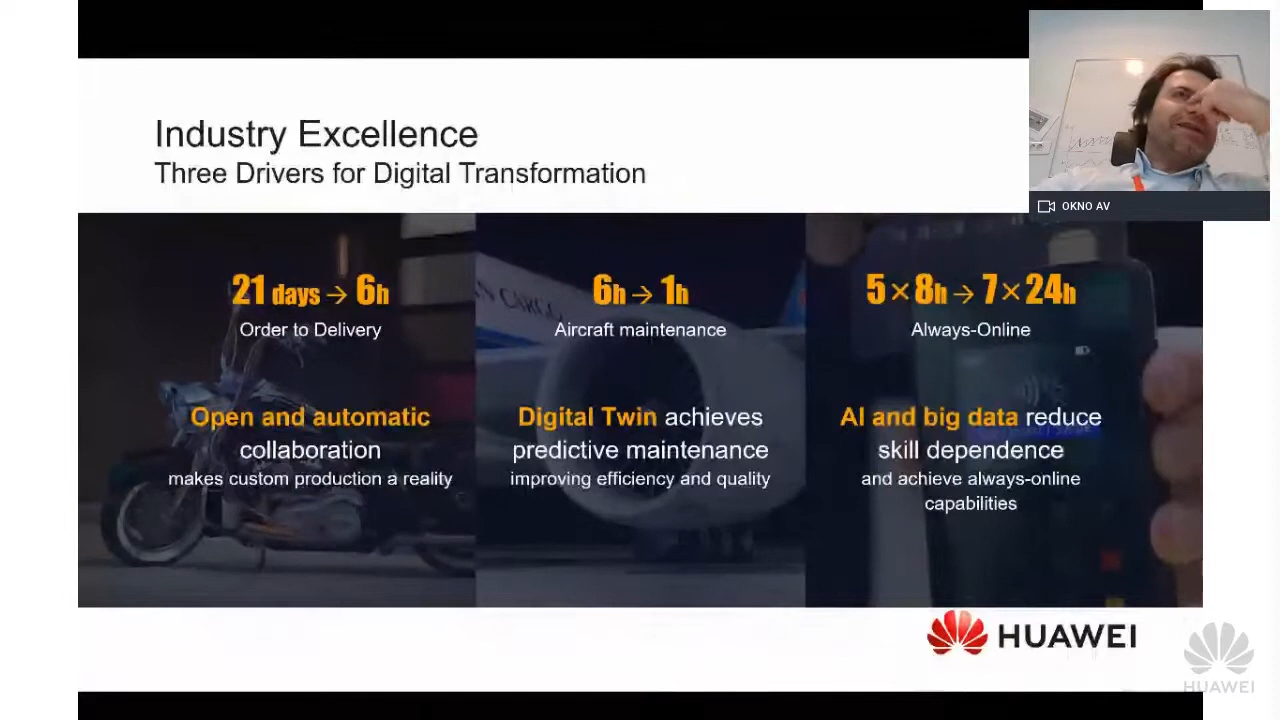 Industry Excellence
Three Drivers for Digital Transformation
OKNO AV
21 days → 6h
Order to Delivery
Open and automatic
collaboration
makes custom production a reality
6h → 1h
Aircraft maintenance
Digital Twin achieves
predictive maintenance
improving efficiency and quality
5×8h → 7×24h
Always-Online
AI and big data reduce
skill dependence
and achieve always-online
capabilities
CARGO
HUAWEI
HUAWEI